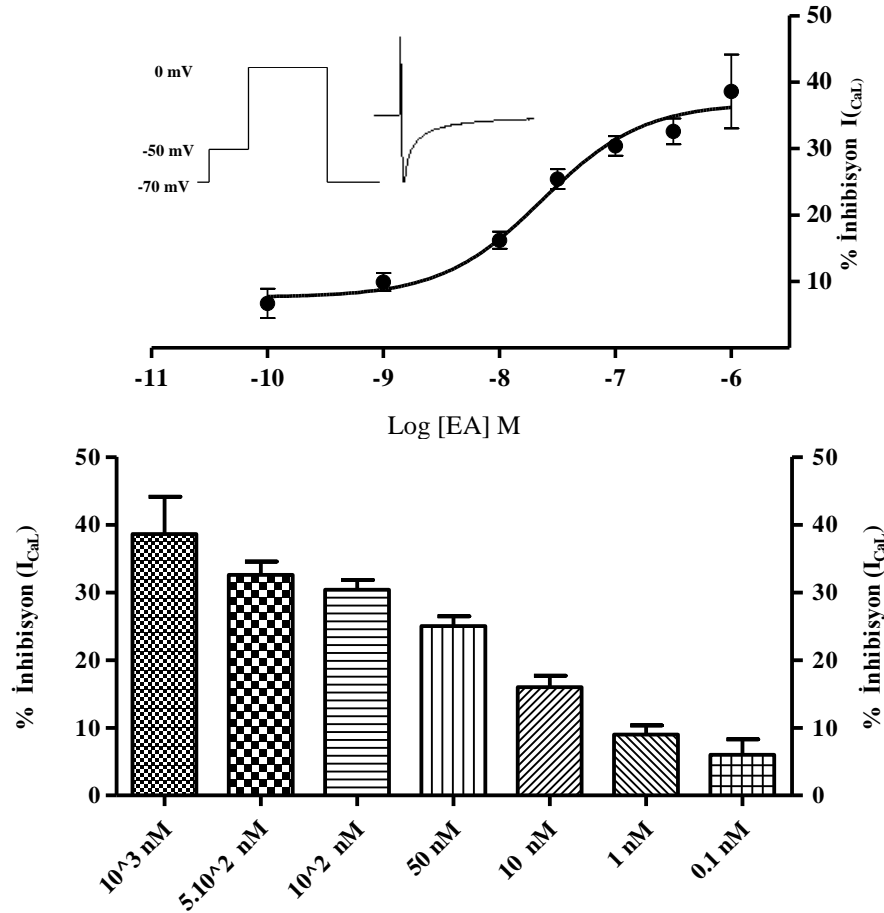 0 mV
-50 mV
-70 mV
50
40
30
20
10
% İnhibisyon I(CaL)
-11 -10 -9 -8 -7 -6
Log [EA] M
50
40
30
20
10
0
% İnhibisyon (ICaL)
50
40
30
20
10
0
% İnhibisyon (ICaL)
10^3 nM
5.10^2 nM
10^2 nM
50 nM
10 nM
1 nM
0.1 nM